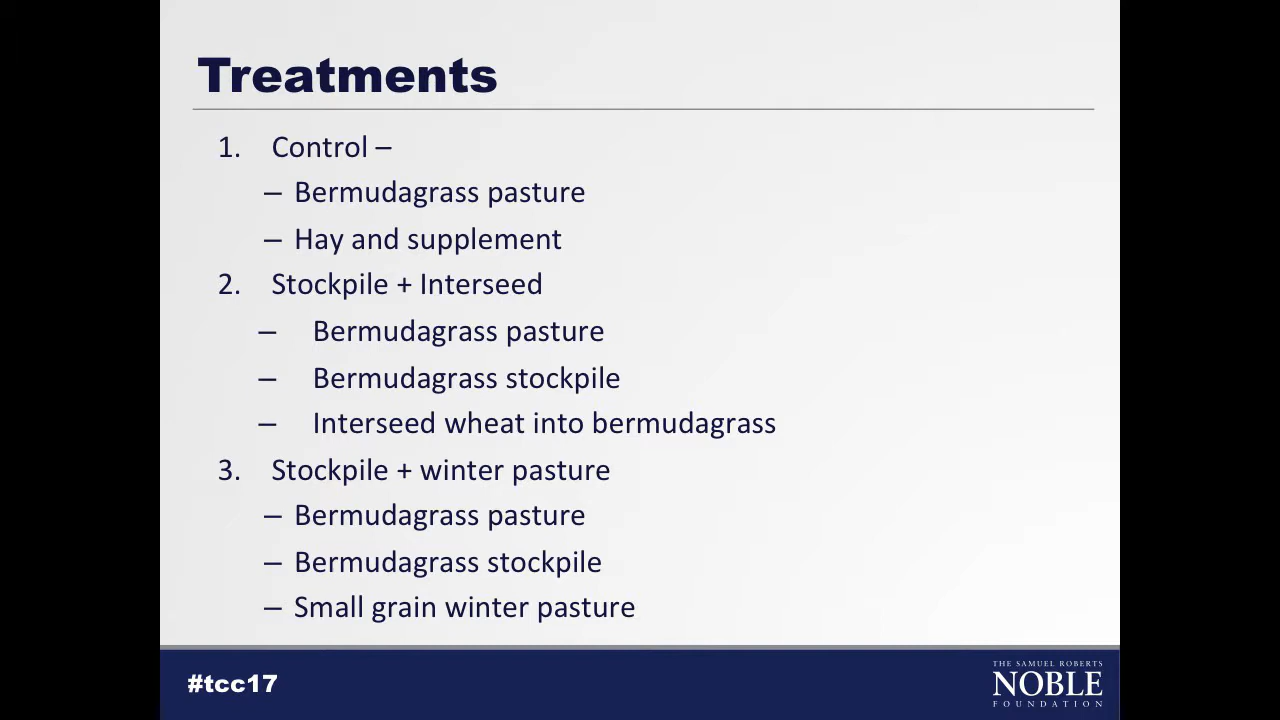 Treatments
1. Control –
– Bermudagrass pasture
– Hay and supplement
2. Stockpile + Interseed
– Bermudagrass pasture
– Bermudagrass stockpile
– Interseed wheat into bermudagrass
3. Stockpile + winter pasture
– Bermudagrass pasture
– Bermudagrass stockpile
– Small grain winter pasture
#tcc17
THE SAMUEL ROBERTS
NOBLE
FOUNDATION